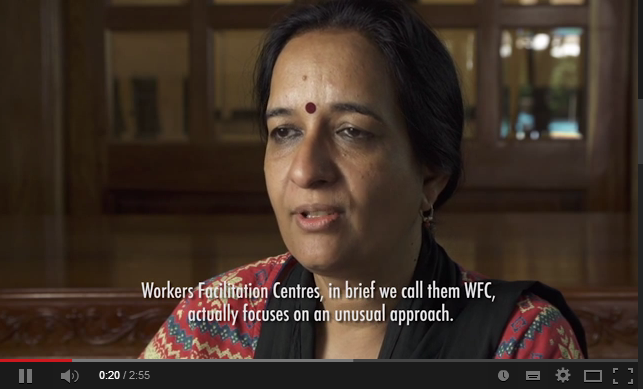 Workers Facilitation Centres, in brief we call them WFC,
actually focuses on an unusual approach.
0:20 / 2:55